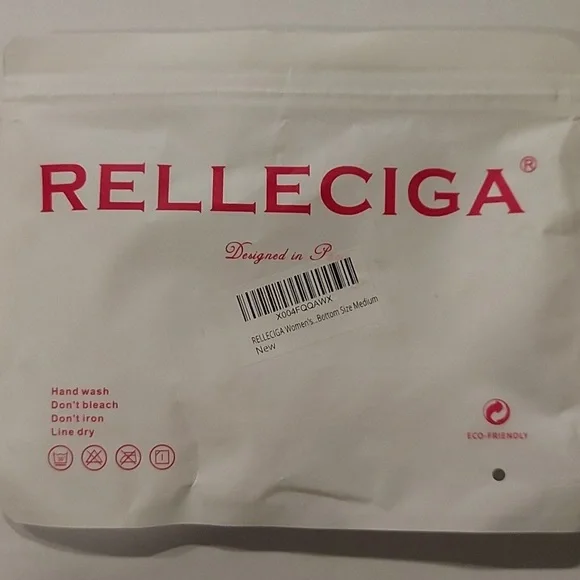 RELLECIGA®
Designed in P
X004FQQAWX
RELLECIGA Women's...Bottom Size Medium
New
Hand wash
Don't bleach
Don't iron
Line dry
ECO-FRIENDLY